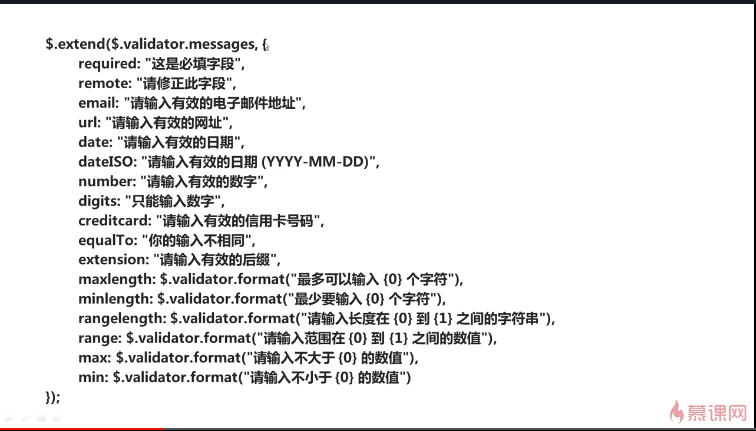 $.extend($.validator.messages, {
required: "这是必填字段",
remote: "请修正此字段",
email: "请输入有效的电子邮件地址",
url: "请输入有效的网址",
date: "请输入有效的日期",
dateISO: "请输入有效的日期 (YYYY-MM-DD)",
number: "请输入有效的数字",
digits: "只能输入数字",
creditcard: "请输入有效的信用卡号码",
equalTo: "你的输入不相同",
extension: "请输入有效的后缀",
maxlength: $.validator.format("最多可以输入 {0} 个字符"),
minlength: $.validator.format("最少要输入 {0} 个字符"),
rangelength: $.validator.format("请输入长度在 {0} 到 {1} 之间的字符串"),
range: $.validator.format("请输入范围在 {0} 到 {1} 之间的数值"),
max: $.validator.format("请输入不大于 {0} 的数值"),
min: $.validator.format("请输入不小于 {0} 的数值")
});
慕课网